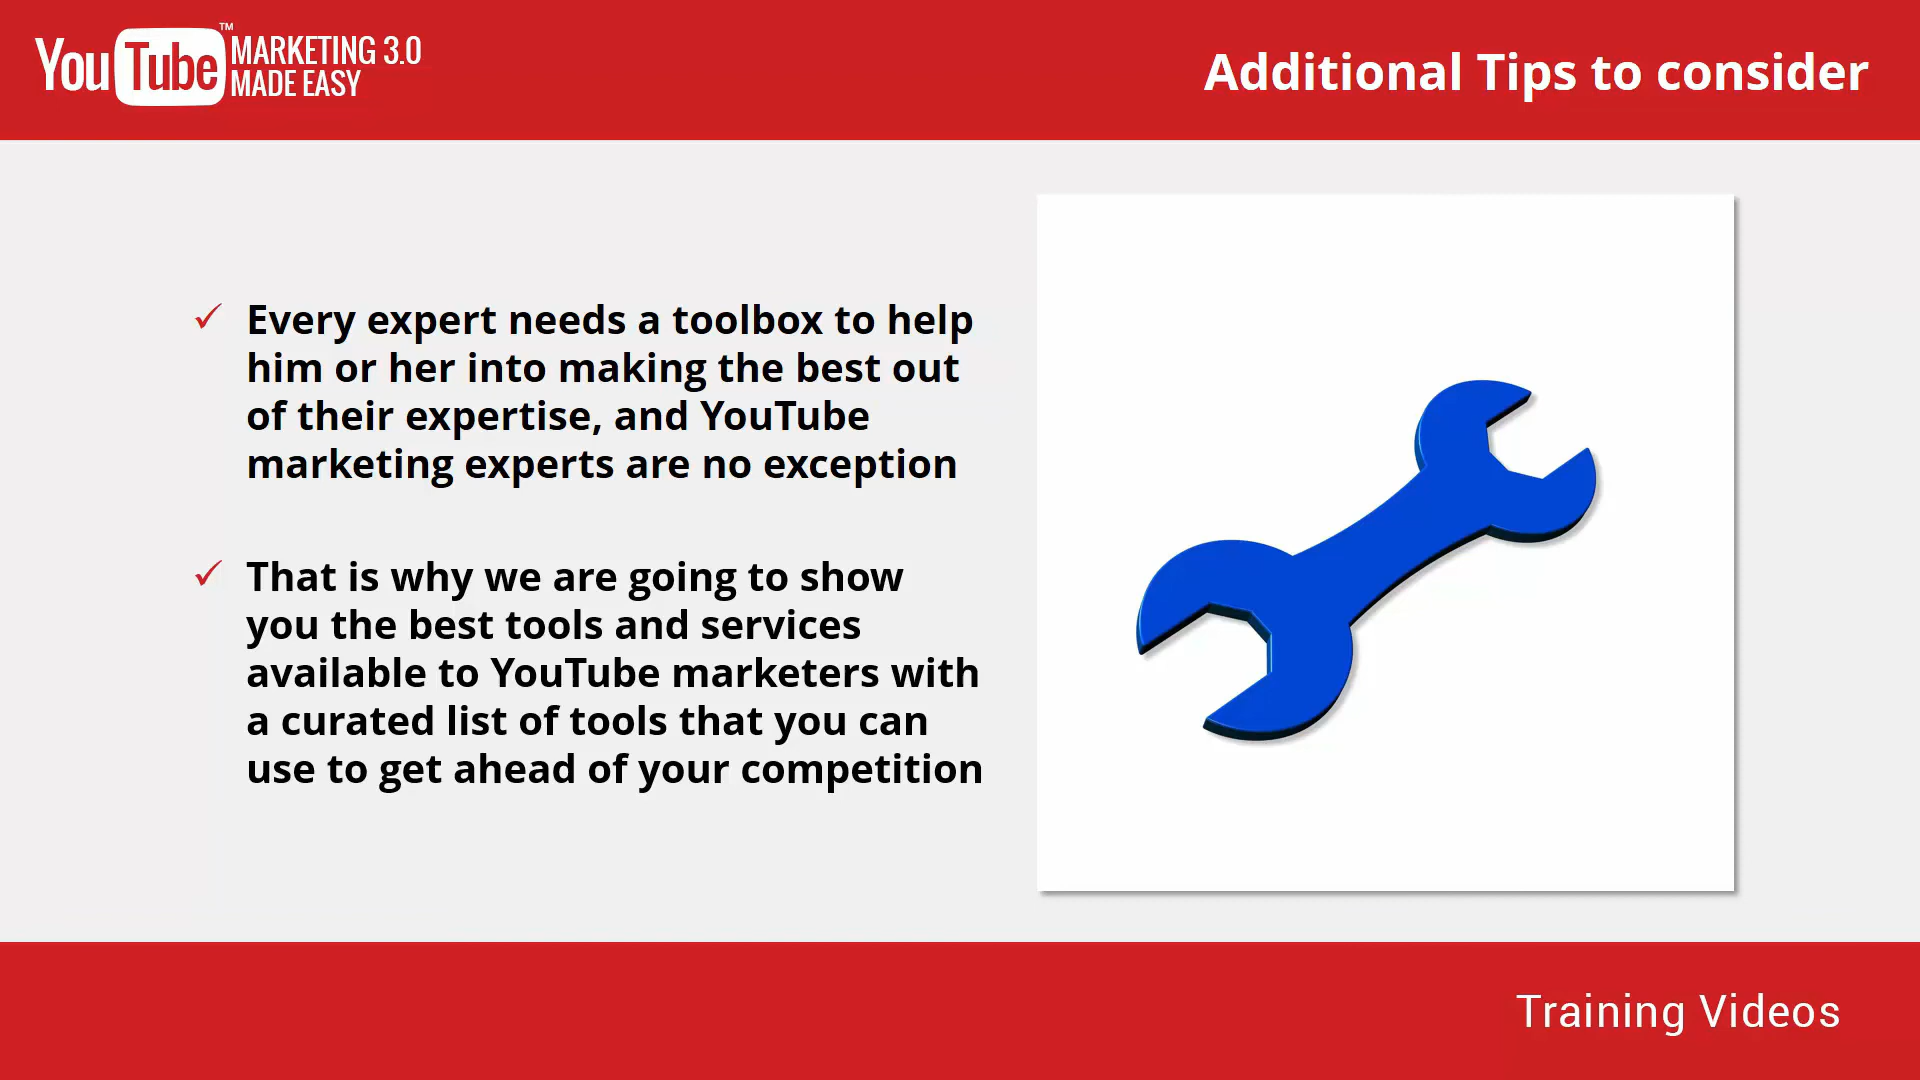 YouTube™ MARKETING 3.0
MADE EASY
Additional Tips to consider
Every expert needs a toolbox to help
him or her into making the best out
of their expertise, and YouTube
marketing experts are no exception
That is why we are going to show
you the best tools and services
available to YouTube marketers with
a curated list of tools that you can
use to get ahead of your competition
Training Videos